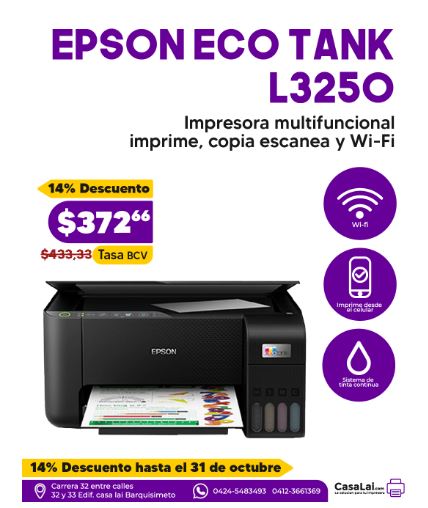 EPSON ECO TANK
L3250
Impresora multifuncional
imprime, copia escanea y Wi-Fi
14% Descuento
$372⁶⁶
$433,33 Tasa BCV
Wi-fi
Imprime desde
el celular
Sistema de
tinta continua
EPSON
14% Descuento hasta el 31 de octubre
Carrera 32 entre calles
32 y 33 Edif. casa lai Barquisimeto
0424-5483493 0412-3661369
CasaLai.com